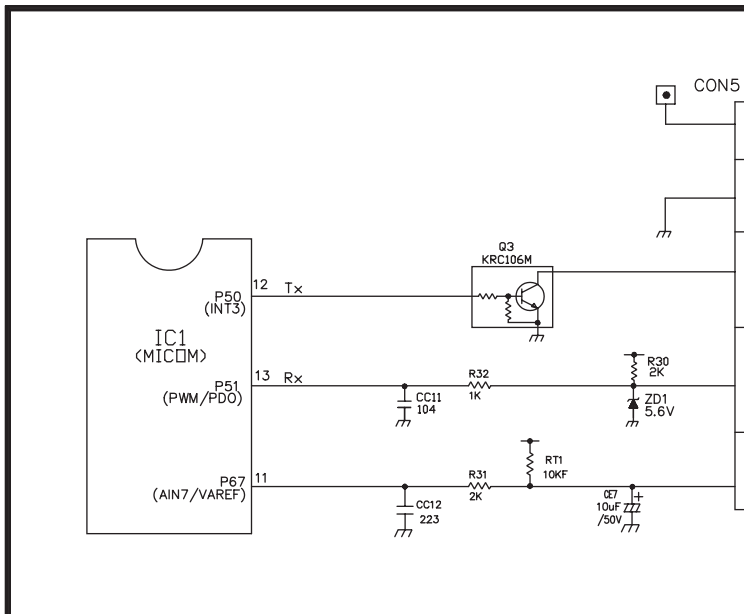 CON5
Q3
KRC106M
12 Tx
P50
(INT3)
IC1
(MICOM)
13 Rx
P51
(PWM/PDO)
CC11
104
R32
1K
R30
2K
ZD1
5.6V
11
P67
(AIN7/VAREF)
CC12
223
R31
2K
RT1
10KF
CE7
10uF
/50V
+